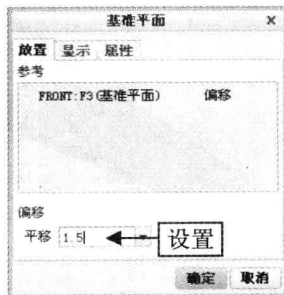 基准平面 x
放置 显示 属性
参考
FRONT:F3(基准平面) 偏移
偏移
平移 1.5 设置
确定 取消